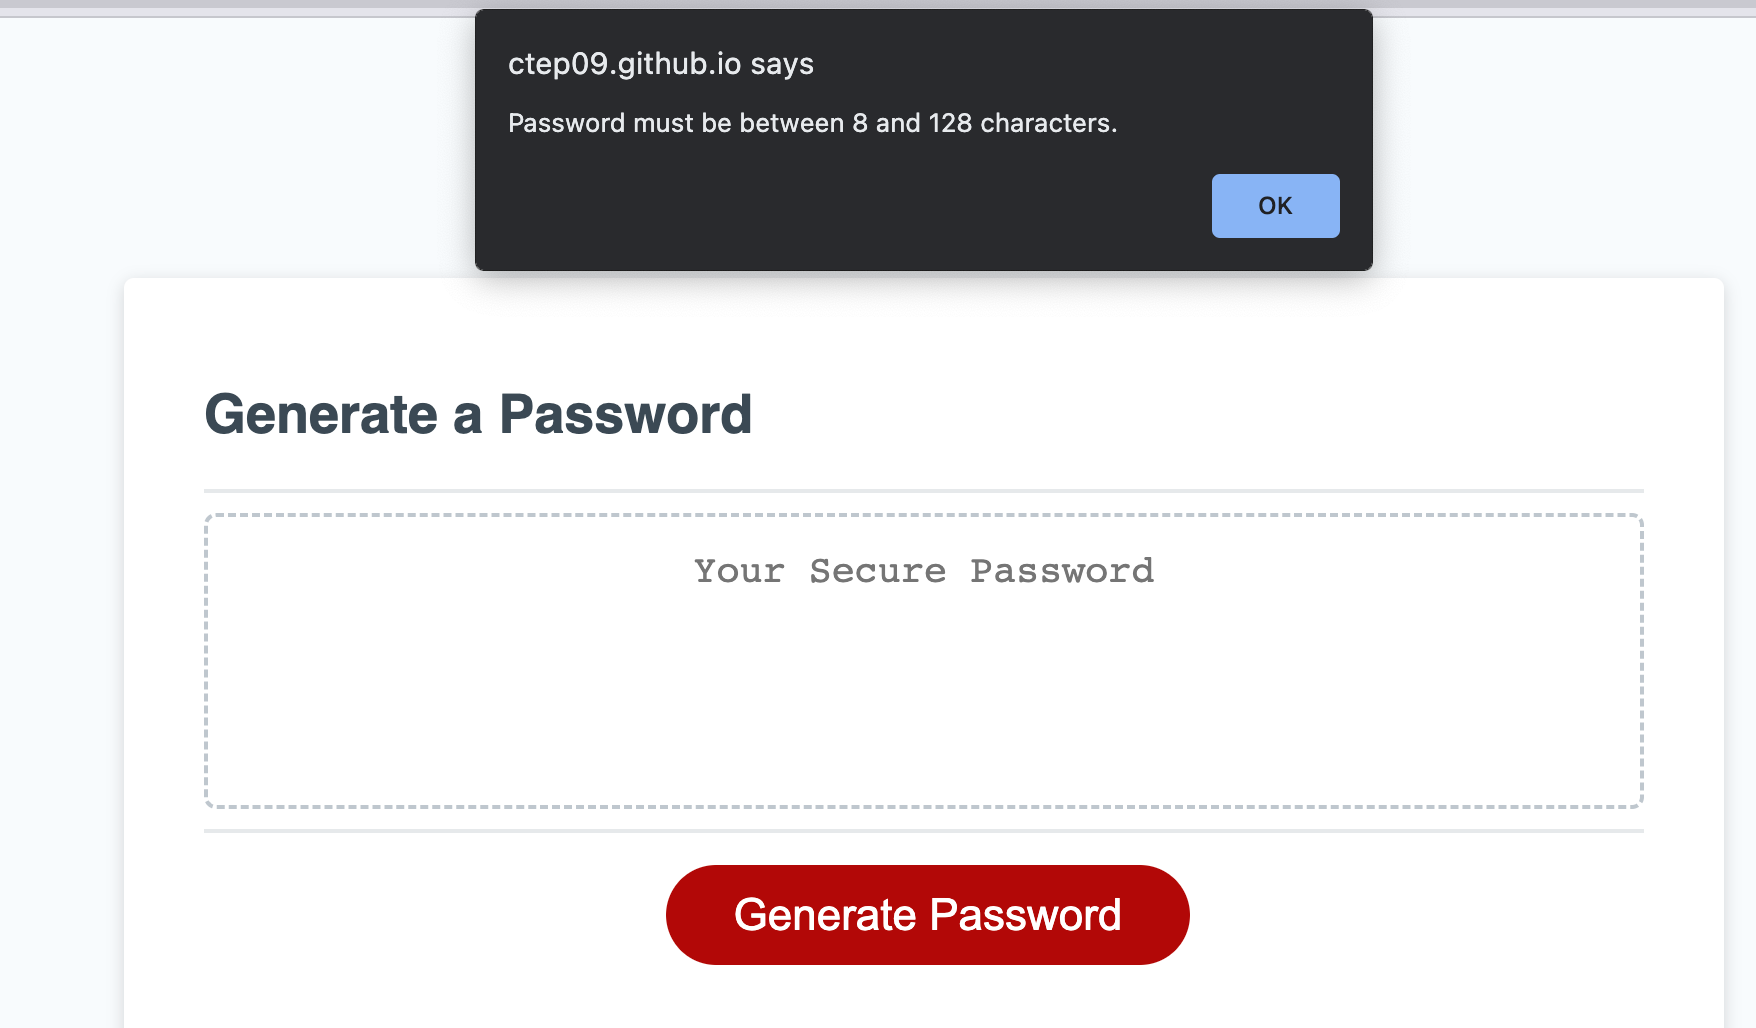 ctep09.github.io says
Password must be between 8 and 128 characters.
OK
Generate a Password
Your Secure Password
Generate Password